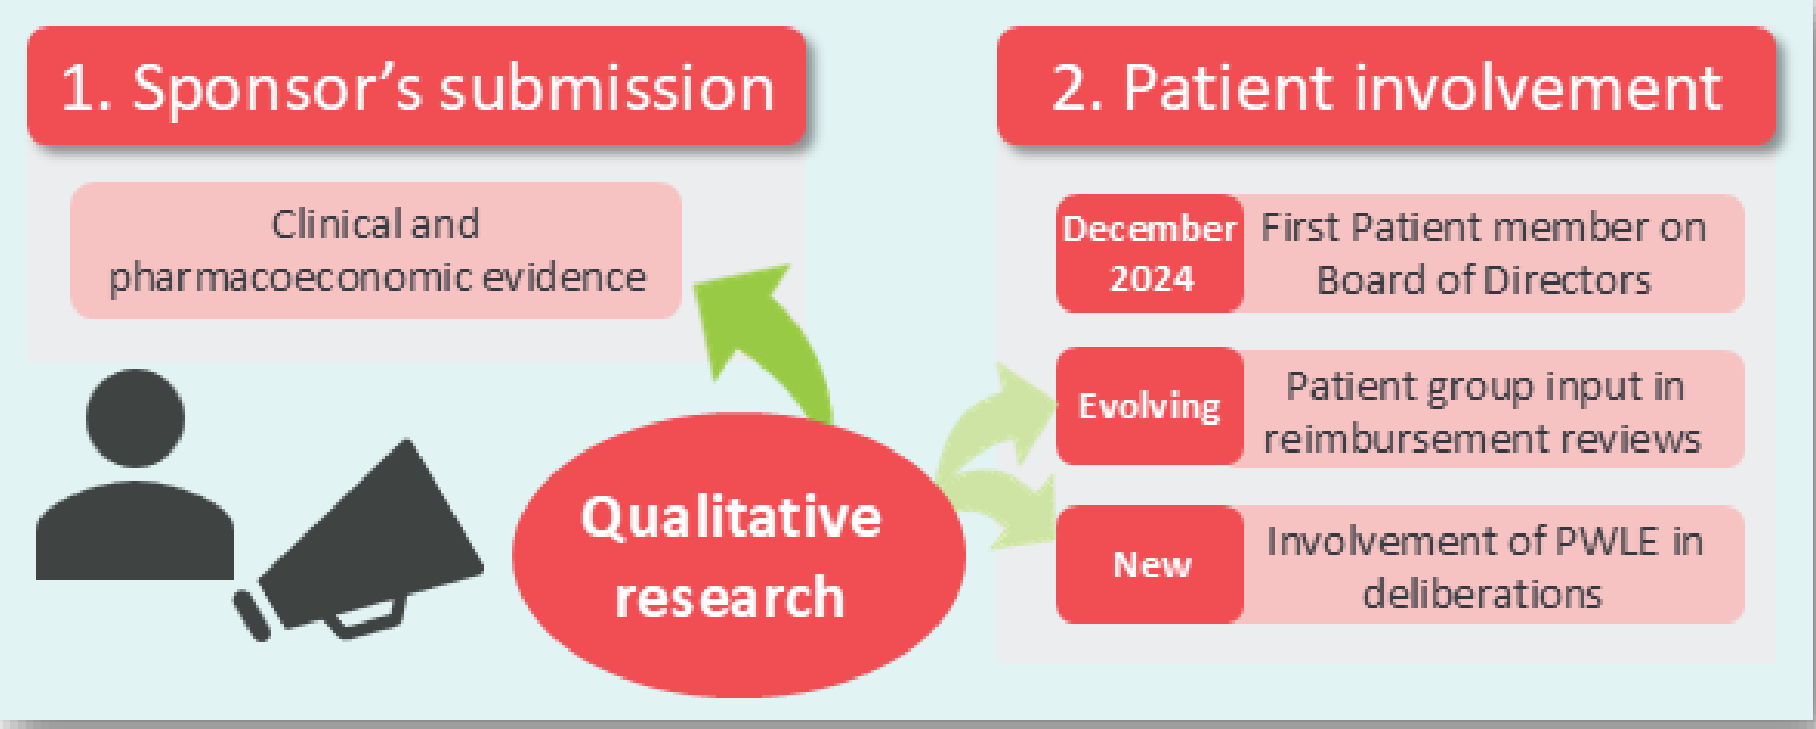 1. Sponsor’s submission
Clinical and
pharmacoeconomic evidence
Qualitative
research
2. Patient involvement
December
2024
First Patient member on
Board of Directors
Evolving
Patient group input in
reimbursement reviews
New
Involvement of PWLE in
deliberations